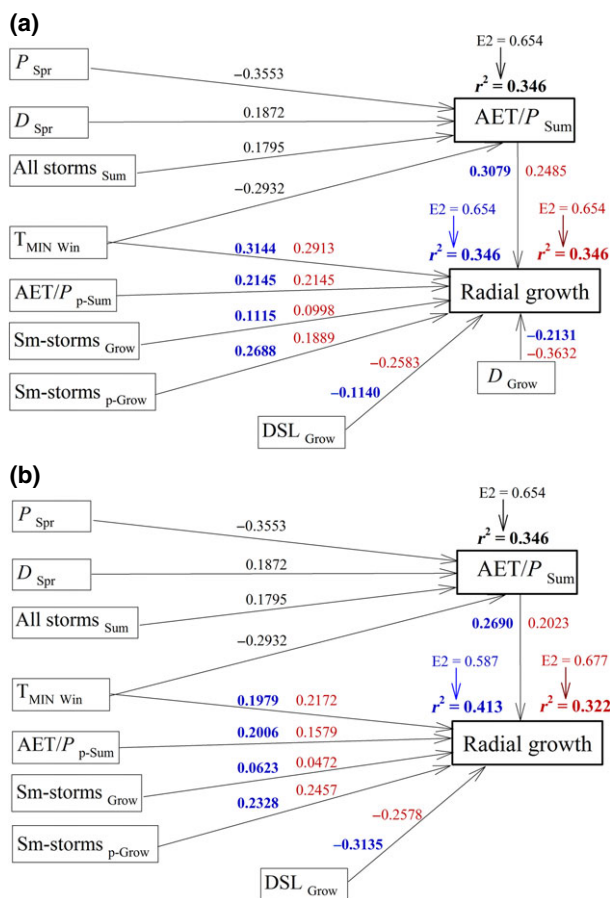 (a)
E2 = 0.654
P Spr
−0.3553
r² = 0.346
D Spr
0.1872
AET/P Sum
All storms Sum
0.1795
−0.2932
0.3079 0.2485
T MIN Win
E2 = 0.654 E2 = 0.654
0.3144 0.2913
r² = 0.346 r² = 0.346
AET/P p-Sum
0.2145 0.2145
Radial growth
Sm-storms Grow
0.1115 0.0998
0.2688 0.1889
−0.2131
−0.3632
Sm-storms p-Grow
−0.2583
−0.1140
D Grow
DSL Grow
(b)
E2 = 0.654
P Spr
−0.3553
r² = 0.346
D Spr
0.1872
AET/P Sum
All storms Sum
0.1795
−0.2932
0.2690 0.2023
T MIN Win
E2 = 0.587 E2 = 0.677
0.1979 0.2172
r² = 0.413 r² = 0.322
AET/P p-Sum
0.2006 0.1579
Radial growth
Sm-storms Grow
0.0623 0.0472
0.2328 0.2457
Sm-storms p-Grow
−0.2578
−0.3135
DSL Grow